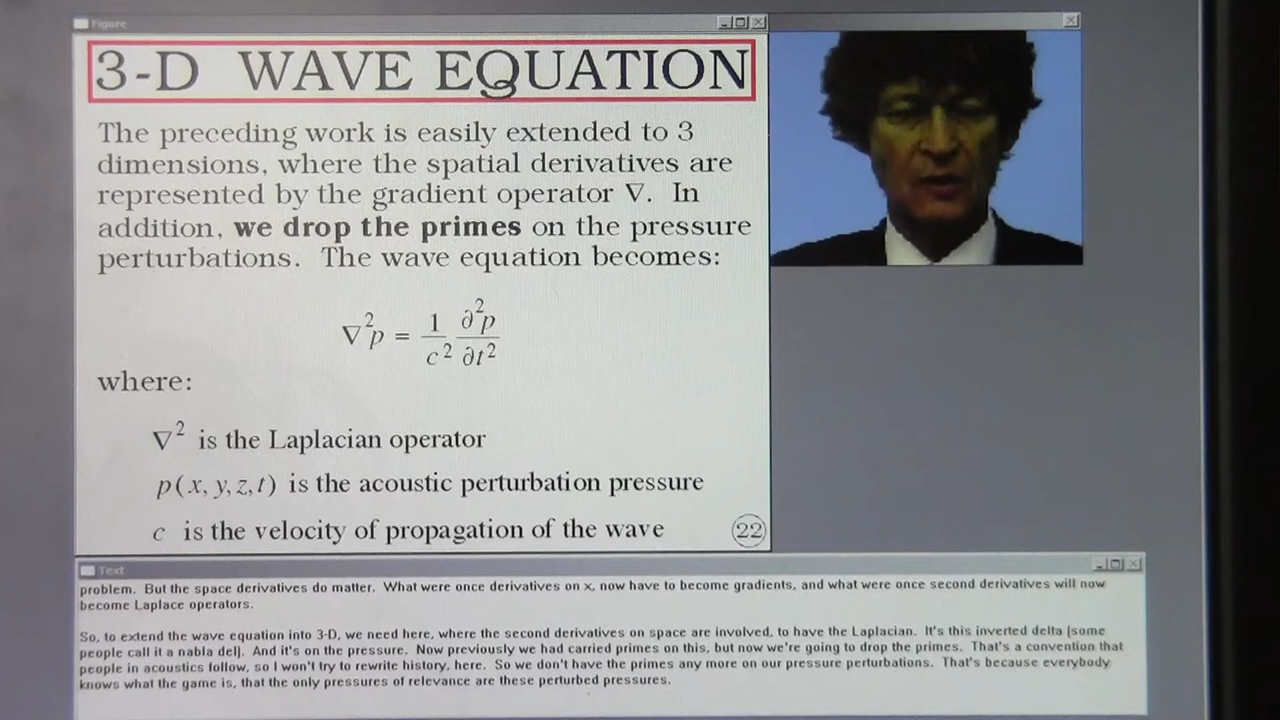 Figure
3-D WAVE EQUATION
The preceding work is easily extended to 3
dimensions, where the spatial derivatives are
represented by the gradient operator ∇. In
addition, we drop the primes on the pressure
perturbations. The wave equation becomes:
∇²p = 1/c² ∂²p/∂t²
where:
∇² is the Laplacian operator
p(x, y, z, t) is the acoustic perturbation pressure
c is the velocity of propagation of the wave
22
Text
problem. But the space derivatives do matter. What were once derivatives on x, now have to become gradients, and what were once second derivatives will now
become Laplace operators.
So, to extend the wave equation into 3-D, we need here, where the second derivatives on space are involved, to have the Laplacian. It's this inverted delta (some
people call it a nabla del). And it's on the pressure. Now previously we had carried primes on this, but now we're going to drop the primes. That's a convention that
people in acoustics follow, so I won't try to rewrite history, here. So we don't have the primes any more on our pressure perturbations. That's because everybody
knows what the game is, that the only pressures of relevance are these perturbed pressures.